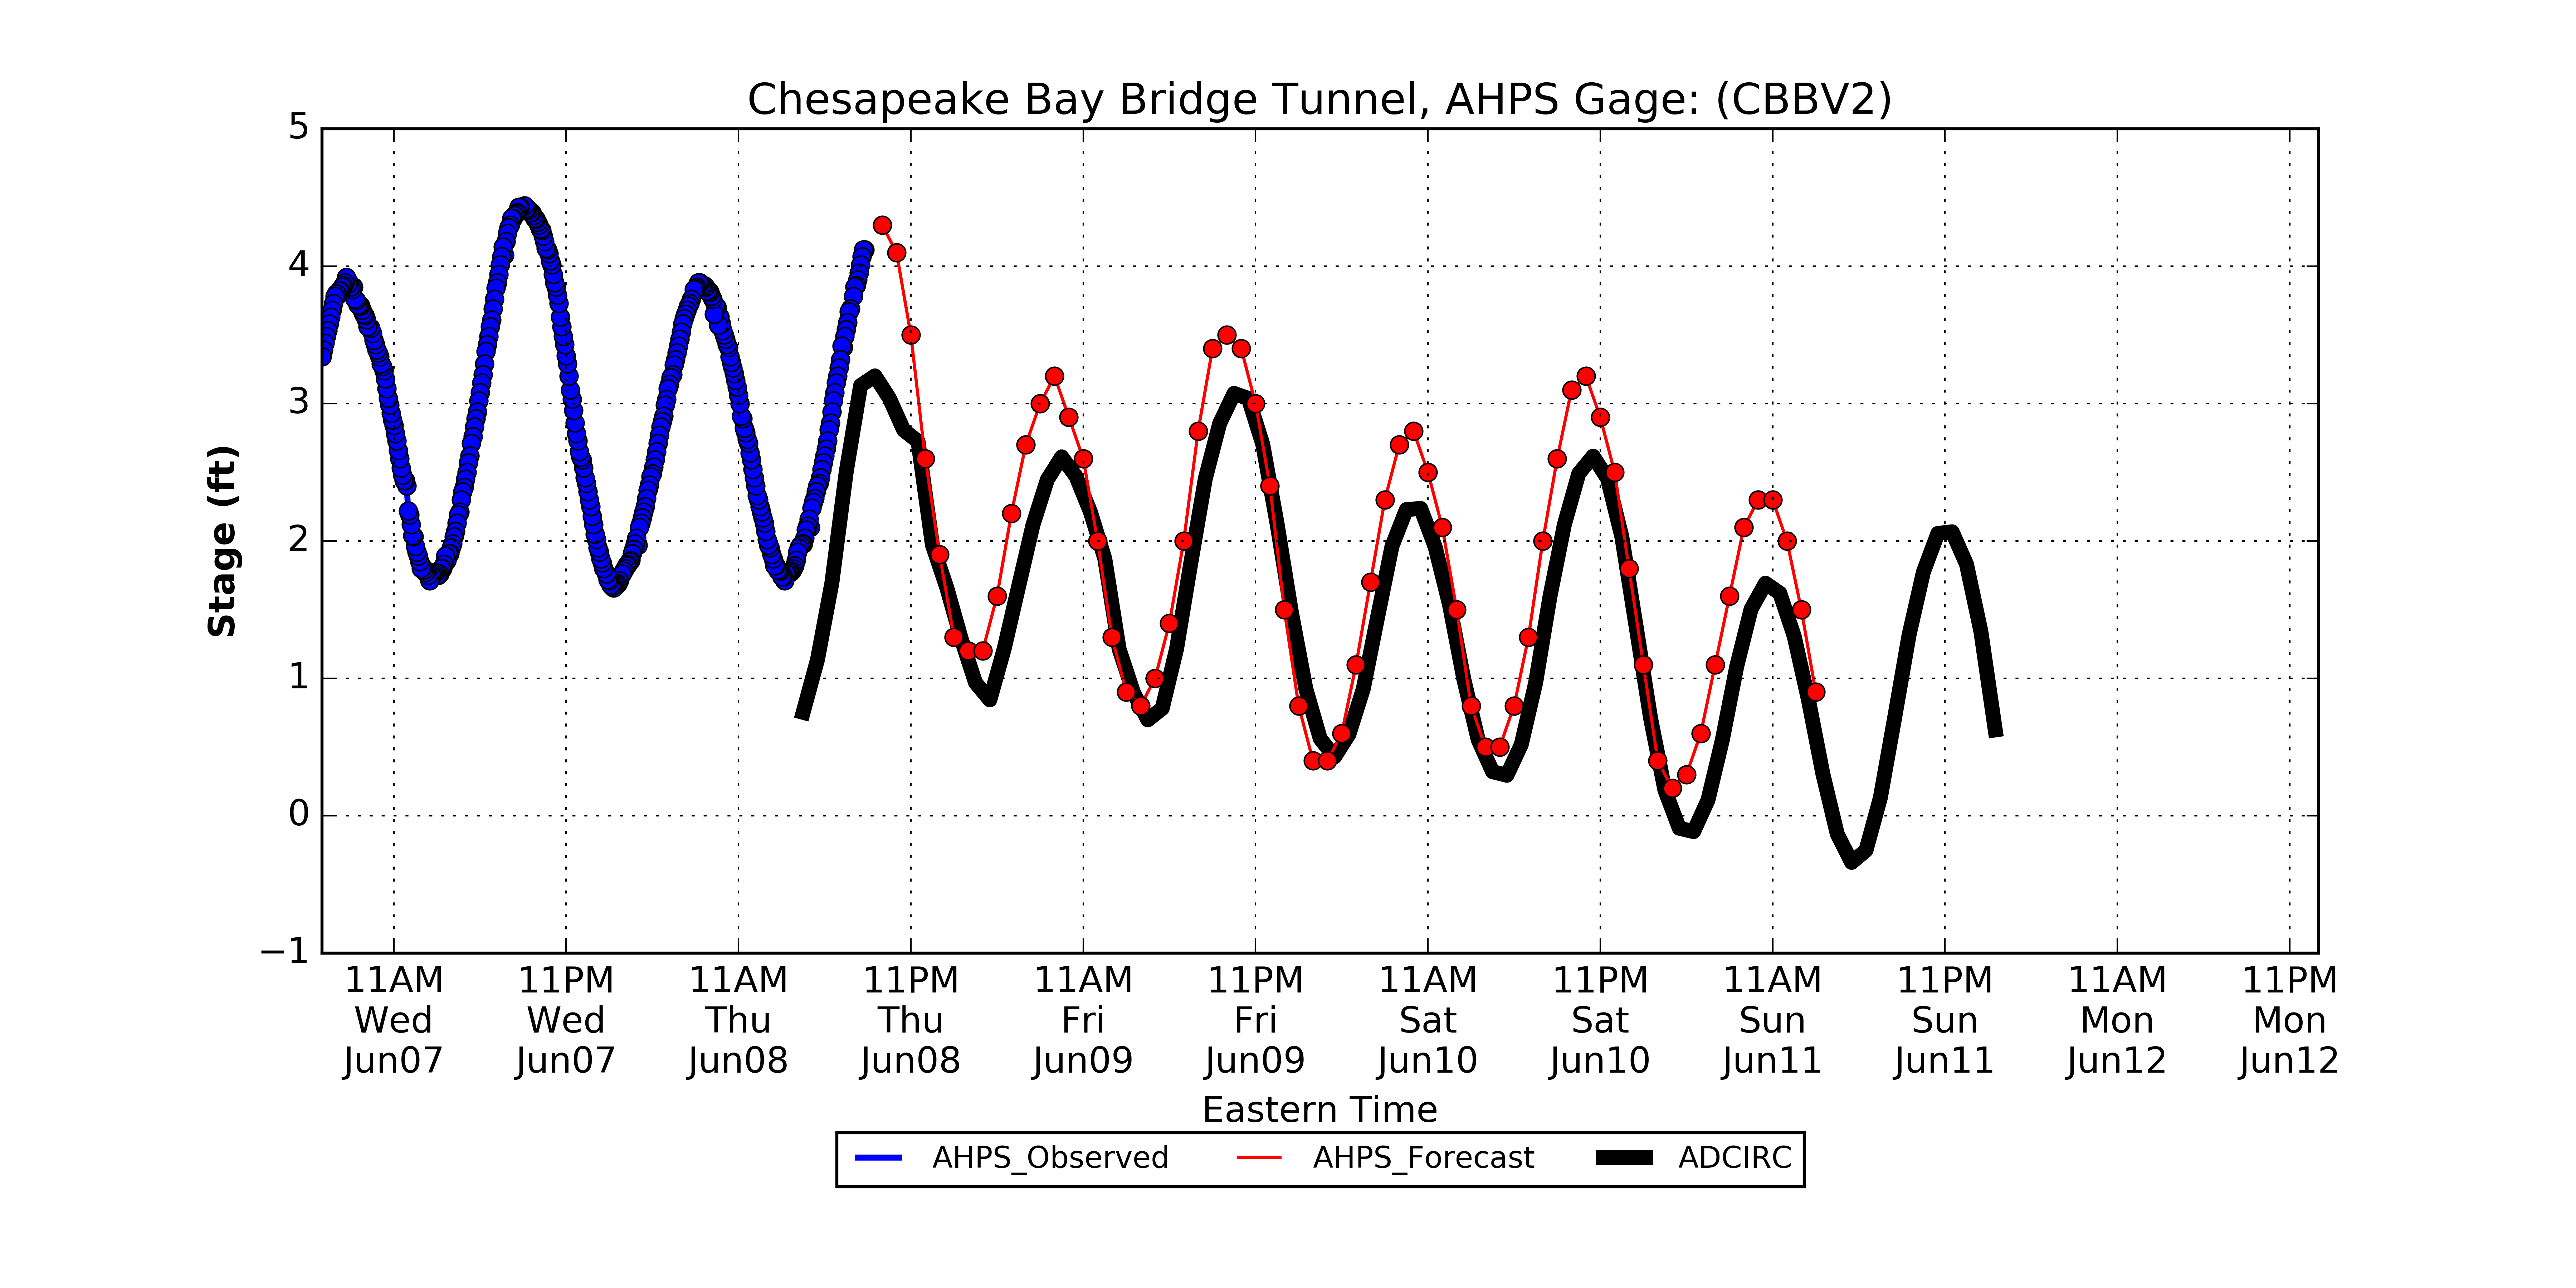 Chesapeake Bay Bridge Tunnel, AHPS Gage: (CBBV2)
5
4
3
2
1
0
−1
Stage (ft)
11AM 11PM 11AM 11PM 11AM 11PM 11AM 11PM 11AM 11PM 11AM 11PM
Wed Wed Thu Thu Fri Fri Sat Sat Sun Sun Mon Mon
Jun07 Jun07 Jun08 Jun08 Jun09 Jun09 Jun10 Jun10 Jun11 Jun11 Jun12 Jun12
Eastern Time
AHPS_Observed AHPS_Forecast ADCIRC